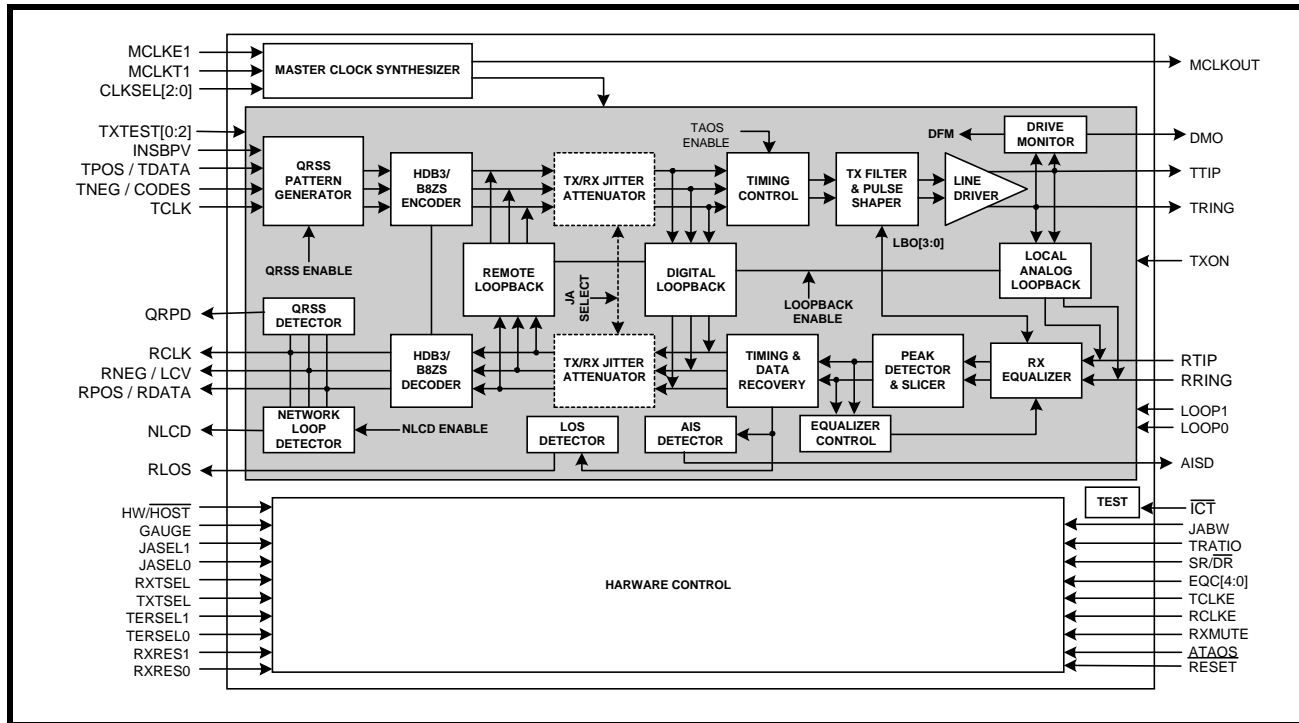 MCLKE1
MCLKT1
CLKSEL[2:0]
MASTER CLOCK SYNTHESIZER
MCLKOUT
TXTEST[0:2]
INSBPV
TPOS / TDATA
TNEG / CODES
TCLK
QRSS
PATTERN
GENERATOR
HDB3/
B8ZS
ENCODER
TX/RX JITTER
ATTENUATOR
TAOS
ENABLE
TIMING
CONTROL
TX FILTER
& PULSE
SHAPER
LINE
DRIVER
DFM
DRIVE
MONITOR
DMO
TTIP
TRING
QRSS ENABLE
REMOTE
LOOPBACK
JA
SELECT
DIGITAL
LOOPBACK
LOOPBACK
ENABLE
LBO[3:0]
LOCAL
ANALOG
LOOPBACK
TXON
QRPD
RCLK
RNEG / LCV
RPOS / RDATA
QRSS
DETECTOR
HDB3/
B8ZS
DECODER
TX/RX JITTER
ATTENUATOR
TIMING &
DATA
RECOVERY
PEAK
DETECTOR
& SLICER
RX
EQUALIZER
RTIP
RRING
NLCD
NETWORK
LOOP
DETECTOR
NLCD ENABLE
LOS
DETECTOR
AIS
DETECTOR
EQUALIZER
CONTROL
LOOP1
LOOP0
RLOS
AISD
TEST
ICT
HW/HOST
GAUGE
JASEL1
JASEL0
RXTSEL
TXTSEL
TERSEL1
TERSEL0
RXRES1
RXRES0
HARWARE CONTROL
JABW
TRATIO
SR/DR
EQC[4:0]
TCLKE
RCLKE
RXMUTE
ATAOS
RESET